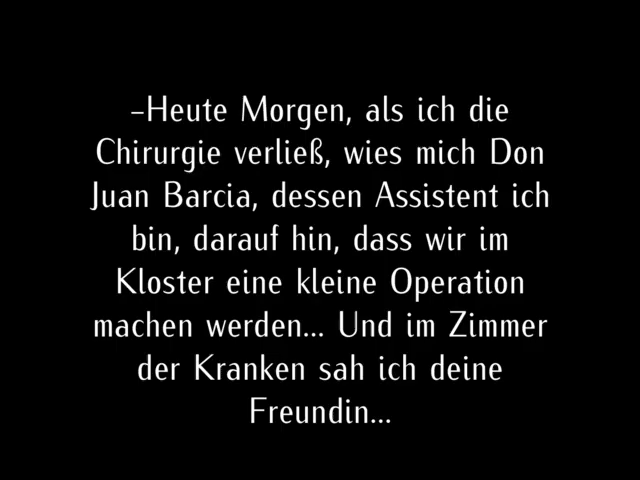 –Heute Morgen, als ich die
Chirurgie verließ, wies mich Don
Juan Barcia, dessen Assistent ich
bin, darauf hin, dass wir im
Kloster eine kleine Operation
machen werden... Und im Zimmer
der Kranken sah ich deine
Freundin...